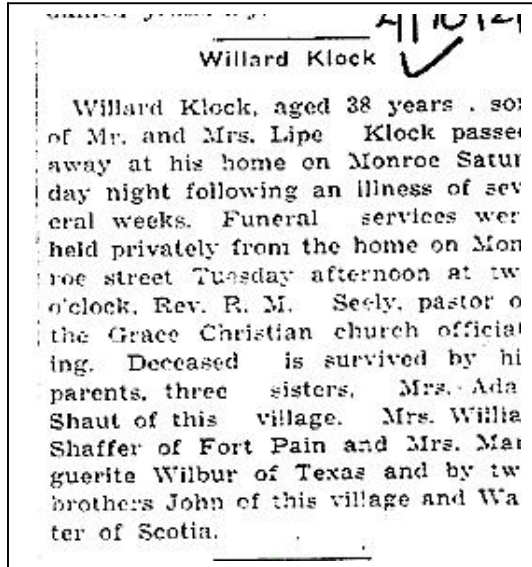 Willard Klock
Willard Klock, aged 38 years . son
of Mr. and Mrs. Lipe Klock passe
away at his home on Monroe Satur
day night following an illness of sev
eral weeks. Funeral services wer
held privately from the home on Mon
roe street Tuesday afternoon at tw
o'clock, Rev. R. M. Seely, pastor o
the Grace Christian church official
ing. Deceased is survived by hi
parents, three sisters, Mrs. Ada
Shaut of this village. Mrs. Willia
Shaffer of Fort Pain and Mrs. Mar
guerite Wilbur of Texas and by tw
brothers John of this village and Wa
ter of Scotia.